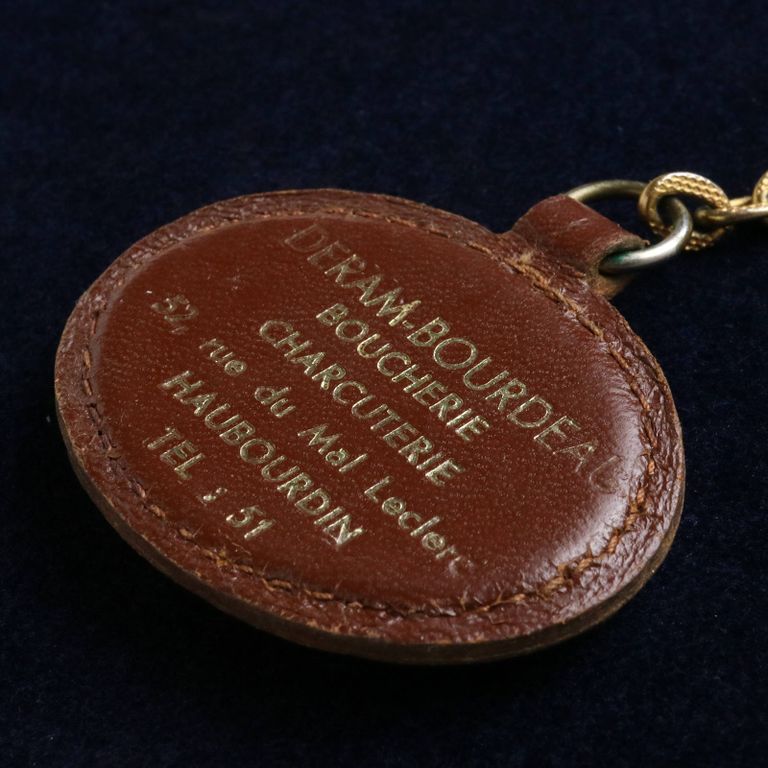 DERAM-BOURDEAU
BOUCHERIE
CHARCUTERIE
52, rue du Mal Leclerc
HAUBOURDIN
TEL : 51